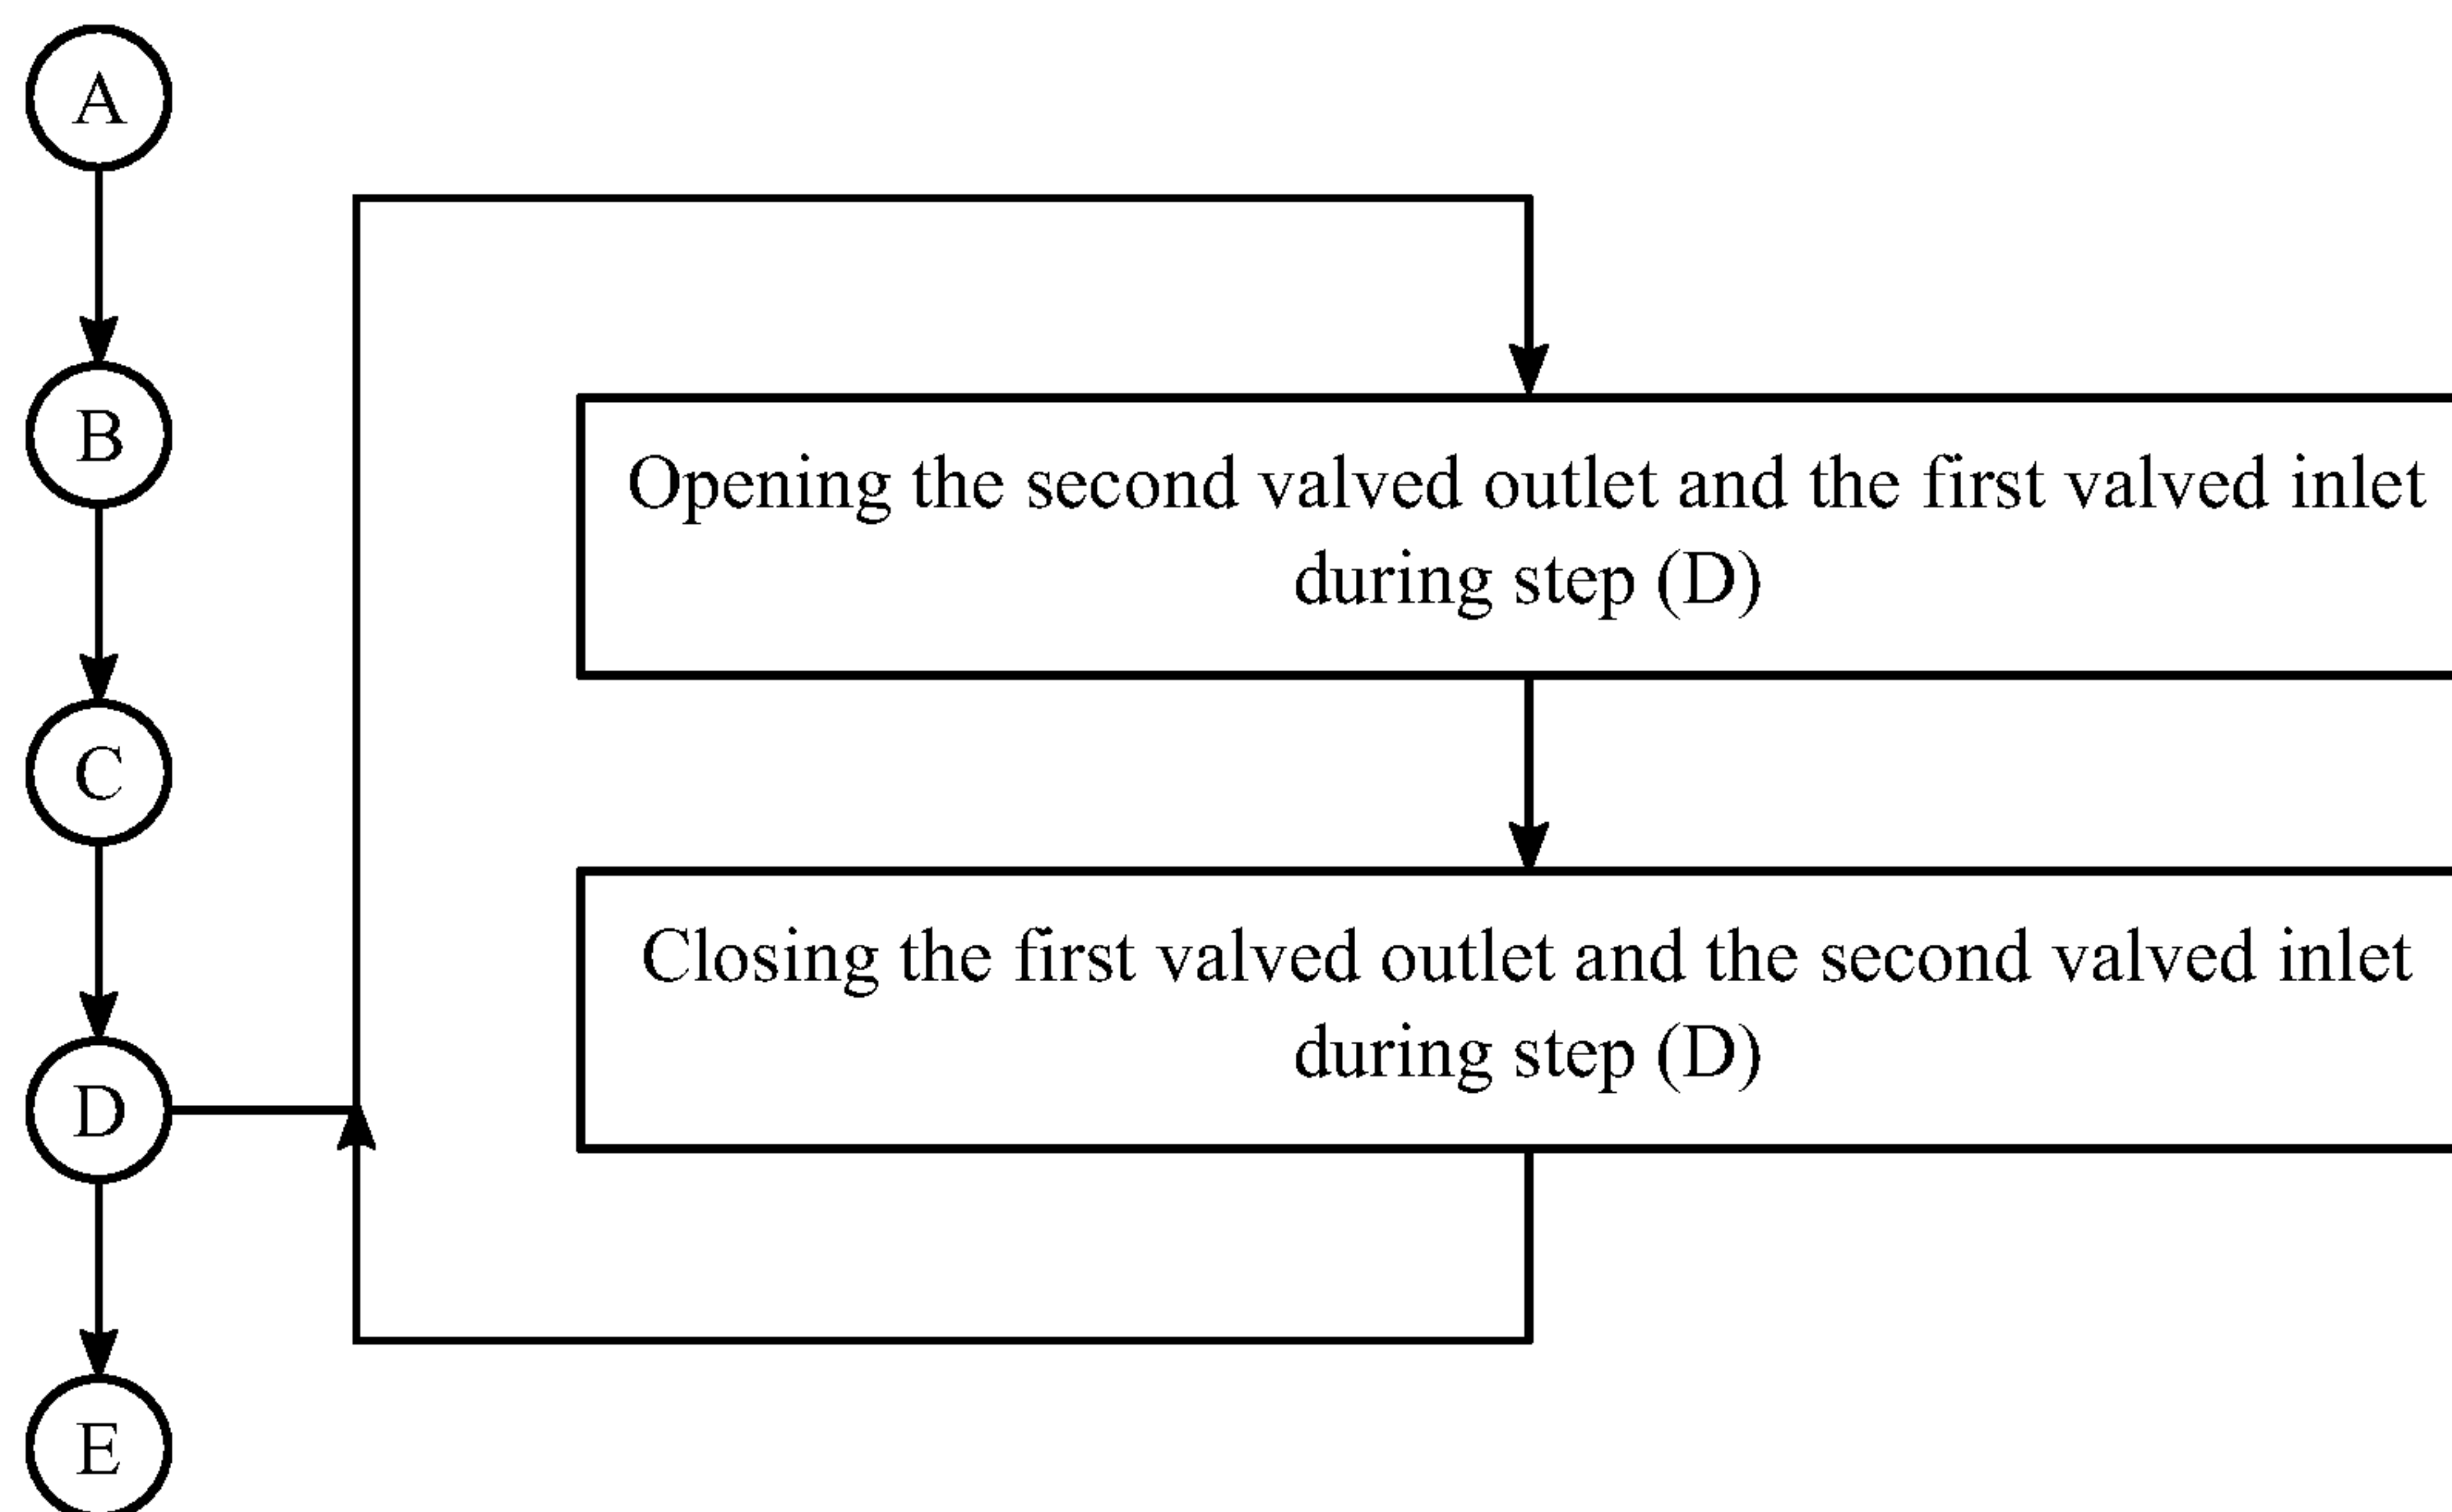 A
B
Opening the second valved outlet and the first valved inlet
during step (D)
C
Closing the first valved outlet and the second valved inlet
during step (D)
D
E